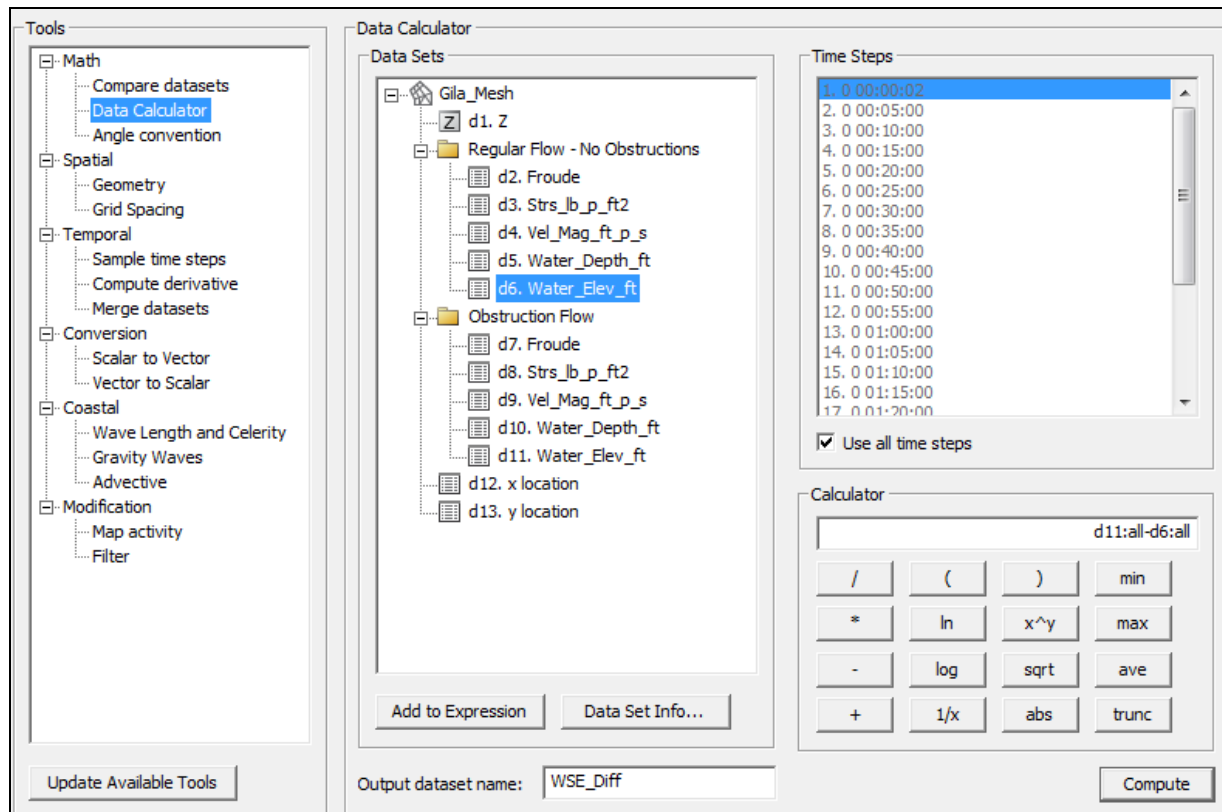 Tools
Math
Compare datasets
Data Calculator
Angle convention
Spatial
Geometry
Grid Spacing
Temporal
Sample time steps
Compute derivative
Merge datasets
Conversion
Scalar to Vector
Vector to Scalar
Coastal
Wave Length and Celerity
Gravity Waves
Advective
Modification
Map activity
Filter
Update Available Tools
Data Calculator
Data Sets
Gila_Mesh
Z d1. Z
Regular Flow - No Obstructions
d2. Froude
d3. Strs_lb_p_ft2
d4. Vel_Mag_ft_p_s
d5. Water_Depth_ft
d6. Water_Elev_ft
Obstruction Flow
d7. Froude
d8. Strs_lb_p_ft2
d9. Vel_Mag_ft_p_s
d10. Water_Depth_ft
d11. Water_Elev_ft
d12. x location
d13. y location
Add to Expression
Data Set Info...
Output dataset name: WSE_Diff
Time Steps
1. 0 00:00:02
2. 0 00:05:00
3. 0 00:10:00
4. 0 00:15:00
5. 0 00:20:00
6. 0 00:25:00
7. 0 00:30:00
8. 0 00:35:00
9. 0 00:40:00
10. 0 00:45:00
11. 0 00:50:00
12. 0 00:55:00
13. 0 01:00:00
14. 0 01:05:00
15. 0 01:10:00
16. 0 01:15:00
17. 0 01:20:00
Use all time steps
Calculator
d11:all-d6:all
/ ( ) min
* ln x^y max
- log sqrt ave
+ 1/x abs trunc
Compute